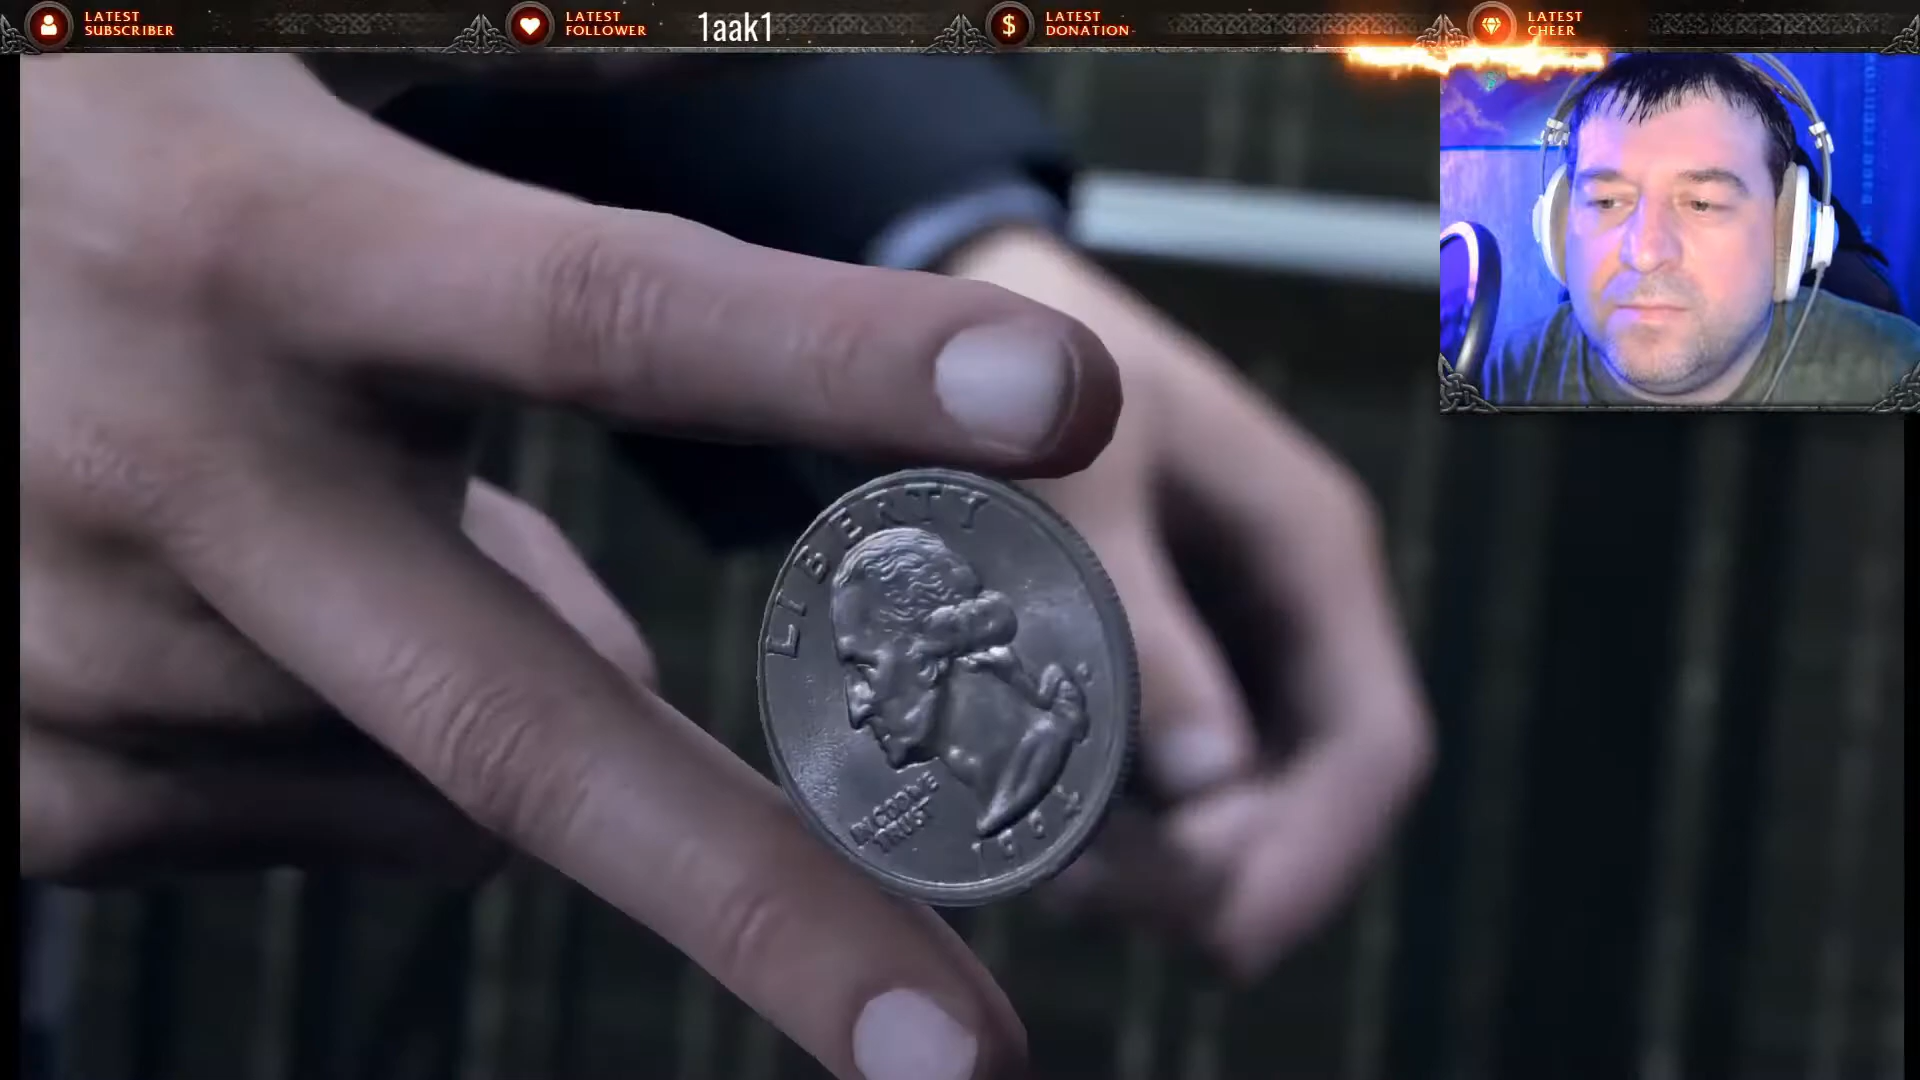 LATEST
SUBSCRIBER
LATEST
FOLLOWER
1aak1
LATEST
DONATION
LATEST
CHEER
LIBERTY
IN GOD WE
TRUST